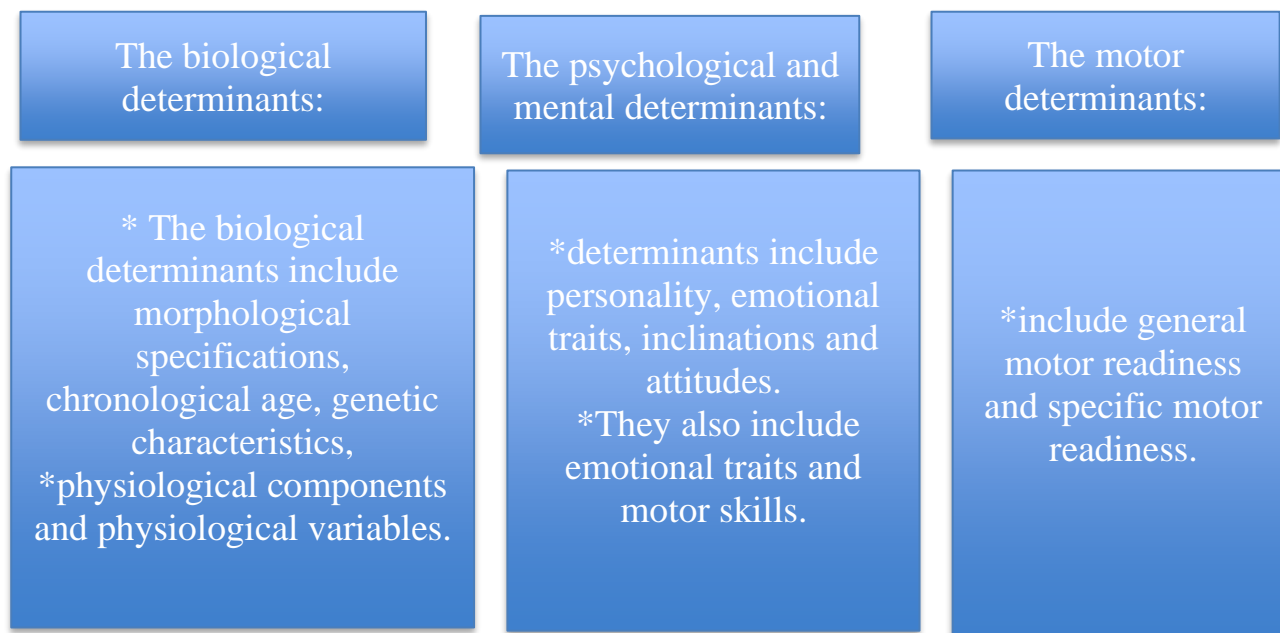 The biological
determinants:
The psychological and
mental determinants:
The motor
determinants:
* The biological
determinants include
morphological
specifications,
chronological age, genetic
characteristics,
*physiological components
and physiological variables.
*determinants include
personality, emotional
traits, inclinations and
attitudes.
*They also include
emotional traits and
motor skills.
*include general
motor readiness
and specific motor
readiness.